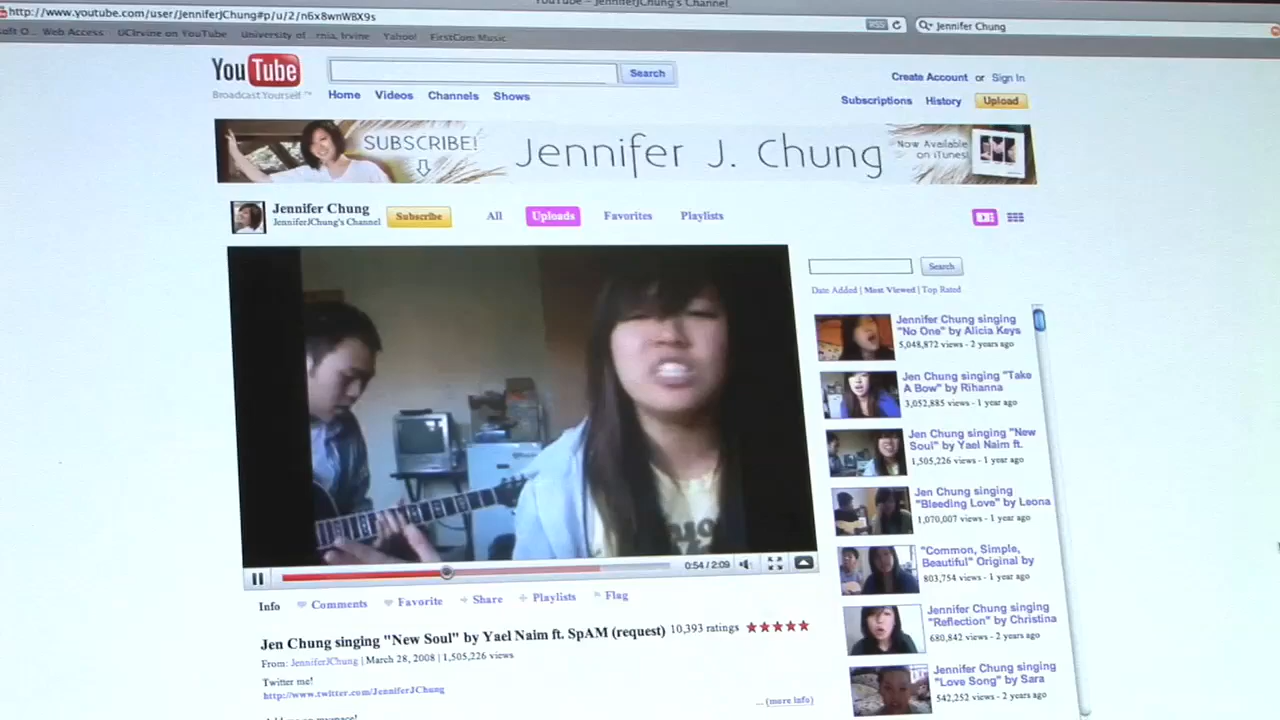 YouTube – JenniferJChung's Channel
http://www.youtube.com/user/JenniferJChung#p/u/2/n6x8wnWBX9s
RSS
Jennifer Chung
Web Access
UCIrvine on YouTube
Irvine
Yahoo!
FirstCom Music
YouTube
Broadcast Yourself™
Search
Create Account or Sign In
Home Videos Channels Shows
Subscriptions History Upload
SUBSCRIBE!
Jennifer J. Chung
Now Available
on iTunes!
Jennifer Chung
JenniferJChung's Channel
Subscribe
All Uploads Favorites Playlists
Search
Date Added | Most Viewed | Top Rated
Jennifer Chung singing
"No One" by Alicia Keys
5,048,872 views - 2 years ago
Jen Chung singing "Take
A Bow" by Rihanna
3,052,885 views - 1 year ago
Jen Chung singing "New
Soul" by Yael Naim ft.
1,505,226 views - 1 year ago
Jen Chung singing
"Bleeding Love" by Leona
1,070,007 views - 1 year ago
"Common, Simple,
Beautiful" Original by
803,754 views - 1 year ago
Jennifer Chung singing
"Reflection" by Christina
680,842 views - 2 years ago
Jennifer Chung singing
"Love Song" by Sara
542,252 views - 2 years ago
0:54 / 2:09
Info Comments Favorite Share Playlists Flag
Jen Chung singing "New Soul" by Yael Naim ft. SpAM (request)
10,393 ratings
From: JenniferJChung | March 28, 2008 | 1,505,226 views
Twitter me!
http://www.twitter.com/JenniferJChung
... (more info)